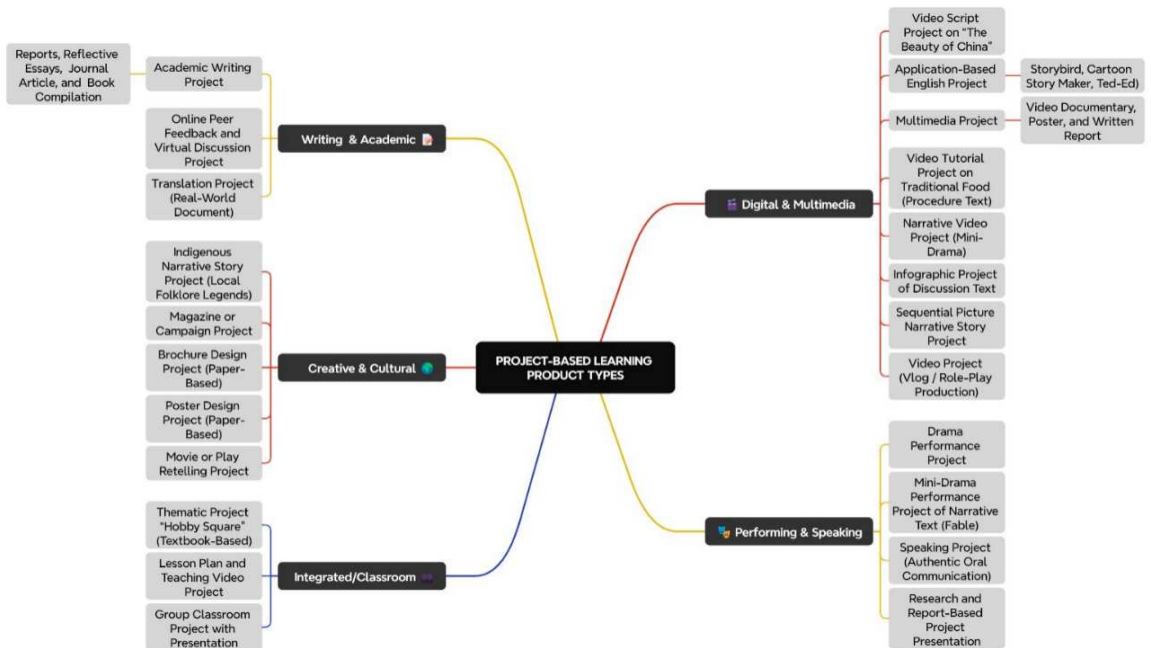 PROJECT-BASED LEARNING
PRODUCT TYPES
Writing & Academic
Academic Writing
Project
Reports, Reflective
Essays, Journal
Article, and Book
Compilation
Online Peer
Feedback and
Virtual Discussion
Project
Translation Project
(Real-World
Document)
Creative & Cultural
Indigenous
Narrative Story
Project (Local
Folklore Legends)
Magazine or
Campaign Project
Brochure Design
Project (Paper-
Based)
Poster Design
Project (Paper-
Based)
Movie or Play
Retelling Project
Integrated/Classroom
Thematic Project
"Hobby Square"
(Textbook-Based)
Lesson Plan and
Teaching Video
Project
Group Classroom
Project with
Presentation
Digital & Multimedia
Video Script
Project on "The
Beauty of China"
Application-Based
English Project
Storybird, Cartoon
Story Maker, Ted-Ed)
Multimedia Project
Video Documentary,
Poster, and Written
Report
Video Tutorial
Project on
Traditional Food
(Procedure Text)
Narrative Video
Project (Mini-
Drama)
Infographic Project
of Discussion Text
Sequential Picture
Narrative Story
Project
Video Project
(Vlog / Role-Play
Production)
Performing & Speaking
Drama
Performance
Project
Mini-Drama
Performance
Project of Narrative
Text (Fable)
Speaking Project
(Authentic Oral
Communication)
Research and
Report-Based
Project
Presentation